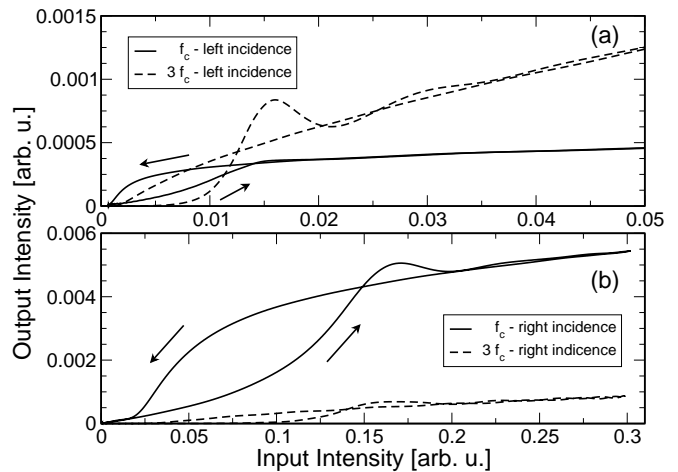 0.0015
(a)
f_c - left incidence
3 f_c - left incidence
0.001
0.0005
0
0 0.01 0.02 0.03 0.04 0.05
0.006
(b)
0.004
f_c - right incidence
3 f_c - right indicence
0.002
0
0 0.05 0.1 0.15 0.2 0.25 0.3
Output Intensity [arb. u.]
Input Intensity [arb. u.]